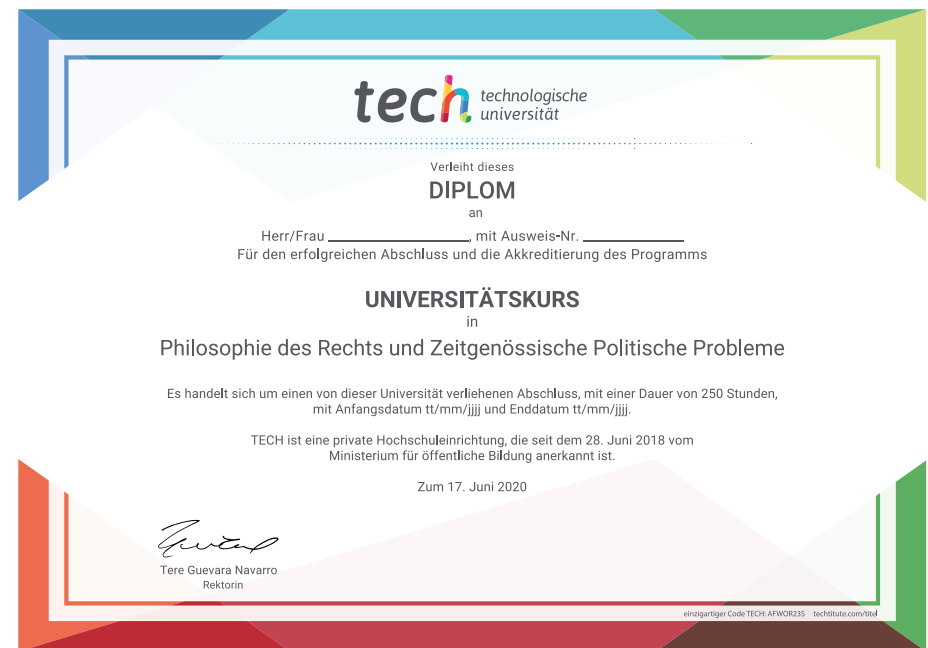 tech technologische
universität
Verleiht dieses
DIPLOM
an
Herr/Frau ____________, mit Ausweis-Nr. ____________
Für den erfolgreichen Abschluss und die Akkreditierung des Programms
UNIVERSITÄTSKURS
in
Philosophie des Rechts und Zeitgenössische Politische Probleme
Es handelt sich um einen von dieser Universität verliehenen Abschluss, mit einer Dauer von 250 Stunden,
mit Anfangsdatum tt/mm/jjjj und Enddatum tt/mm/jjjj.
TECH ist eine private Hochschuleinrichtung, die seit dem 28. Juni 2018 vom
Ministerium für öffentliche Bildung anerkannt ist.
Zum 17. Juni 2020
Tere Guevara Navarro
Rektorin
einzigartiger Code TECH: AFWOR23S techtitute.com/titel